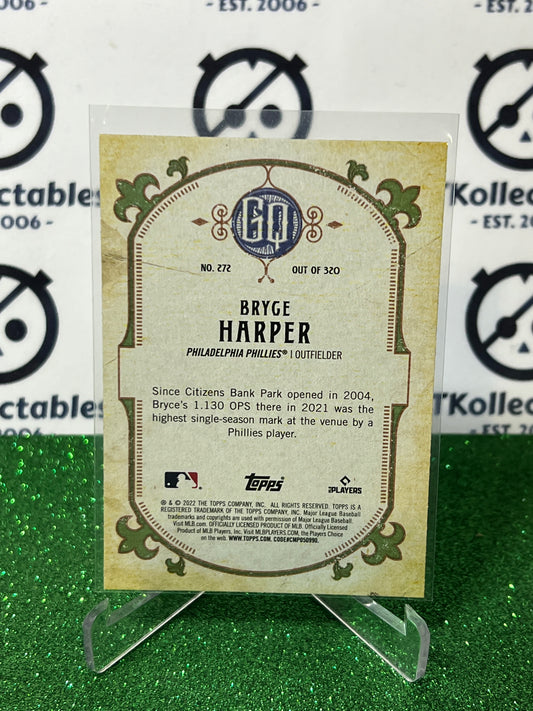 - EST. 2006 -
GQ
NO. 272 OUT OF 320
BRYCE
HARPER
PHILADELPHIA PHILLIES® | OUTFIELDER
Since Citizens Bank Park opened in 2004,
Bryce's 1.130 OPS there in 2021 was the
highest single-season mark at the venue by a
Phillies player.
Topps
PLAYERS
® & © 2022 THE TOPPS COMPANY, INC. ALL RIGHTS RESERVED. TOPPS IS A
REGISTERED TRADEMARK OF THE TOPPS COMPANY, INC. Major League Baseball
trademarks and copyrights are used with permission of Major League Baseball.
Visit MLB.com. OFFICIALLY LICENSED PRODUCT OF MLB. Officially Licensed
Product of MLB Players, Inc. Visit MLBPLAYERS.COM, the Players Choice
on the web. WWW.TOPPS.COM. CODE#CMP050990.
ectables
2006 -
TKollec
- EST. 20
TKollec
- EST. 20